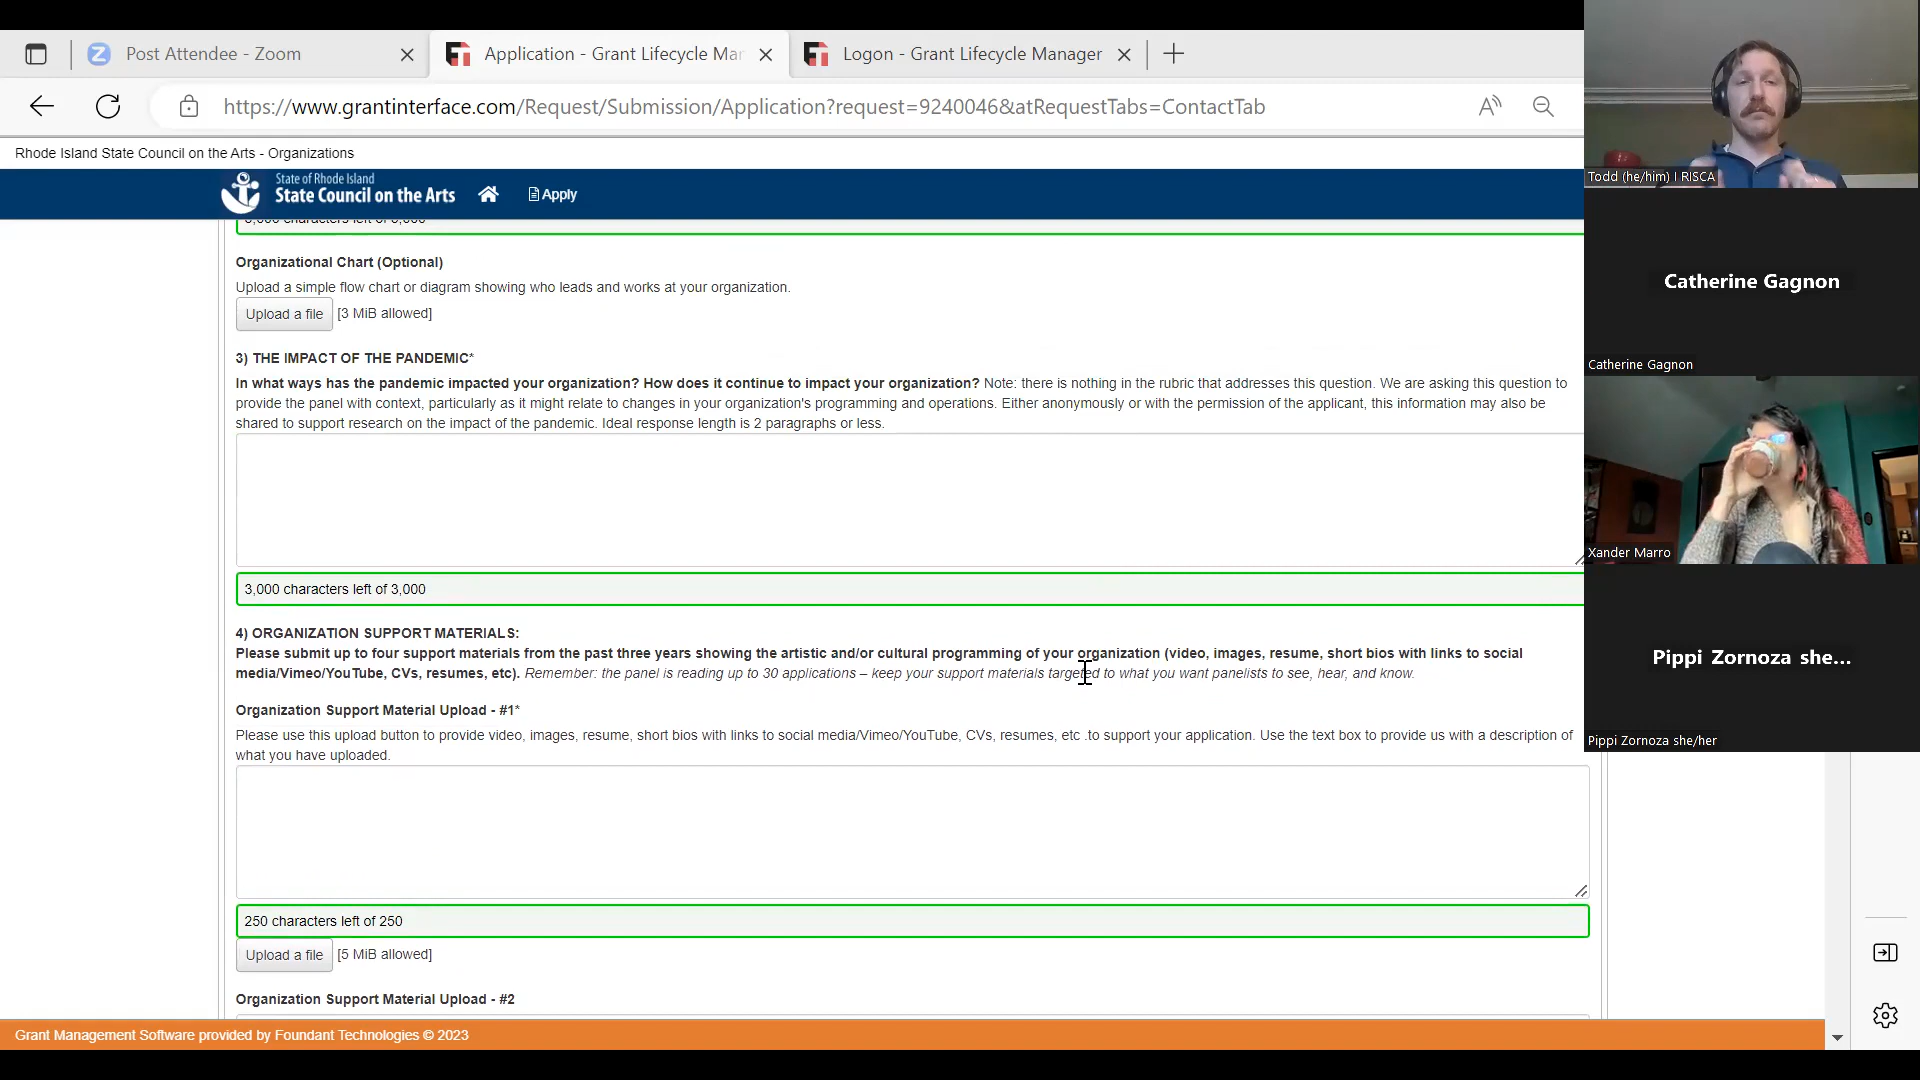 Post Attendee - Zoom
Application - Grant Lifecycle Mar
Logon - Grant Lifecycle Manager
https://www.grantinterface.com/Request/Submission/Application?request=9240046&atRequestTabs=ContactTab
Rhode Island State Council on the Arts - Organizations
State of Rhode Island
State Council on the Arts
Apply
3,000 characters left of 3,000
Organizational Chart (Optional)
Upload a simple flow chart or diagram showing who leads and works at your organization.
Upload a file [3 MiB allowed]
3) THE IMPACT OF THE PANDEMIC*
In what ways has the pandemic impacted your organization? How does it continue to impact your organization? Note: there is nothing in the rubric that addresses this question. We are asking this question to
provide the panel with context, particularly as it might relate to changes in your organization's programming and operations. Either anonymously or with the permission of the applicant, this information may also be
shared to support research on the impact of the pandemic. Ideal response length is 2 paragraphs or less.
3,000 characters left of 3,000
4) ORGANIZATION SUPPORT MATERIALS:
Please submit up to four support materials from the past three years showing the artistic and/or cultural programming of your organization (video, images, resume, short bios with links to social
media/Vimeo/YouTube, CVs, resumes, etc). Remember: the panel is reading up to 30 applications – keep your support materials targeted to what you want panelists to see, hear, and know.
Organization Support Material Upload - #1*
Please use this upload button to provide video, images, resume, short bios with links to social media/Vimeo/YouTube, CVs, resumes, etc .to support your application. Use the text box to provide us with a description of
what you have uploaded.
250 characters left of 250
Upload a file [5 MiB allowed]
Organization Support Material Upload - #2
Grant Management Software provided by Foundant Technologies © 2023
Todd (he/him) I RISCA
Catherine Gagnon
Catherine Gagnon
Xander Marro
Pippi Zornoza she...
Pippi Zornoza she/her